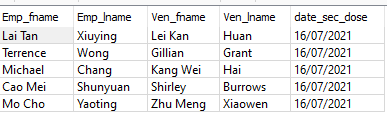 Emp_fname Emp_lname Ven_fname Ven_lname date_sec_dose
Lai Tan Xiuying Lei Kan Huan 16/07/2021
Terrence Wong Gillian Grant 16/07/2021
Michael Chang Kang Wei Hai 16/07/2021
Cao Mei Shunyuan Shirley Burrows 16/07/2021
Mo Cho Yaoting Zhu Meng Xiaowen 16/07/2021